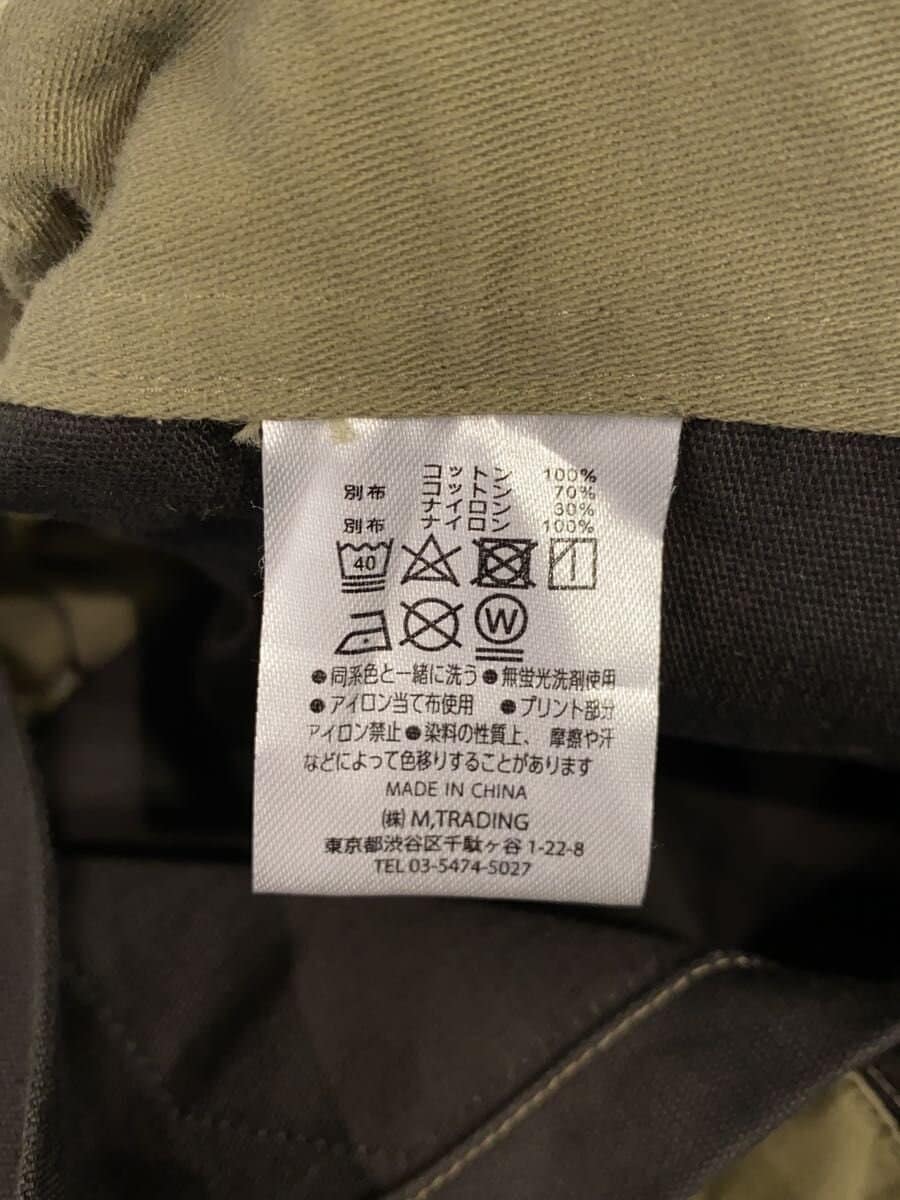 コットン 100%
別布 コットン 70%
ナイロン 30%
別布 ナイロン 100%
40
W
●同系色と一緒に洗う ●無蛍光洗剤使用
●アイロン当て布使用 ●プリント部分
アイロン禁止 ●染料の性質上、摩擦や汗
などによって色移りすることがあります
MADE IN CHINA
㈱ M,TRADING
東京都渋谷区千駄ヶ谷 1-22-8
TEL 03-5474-5027